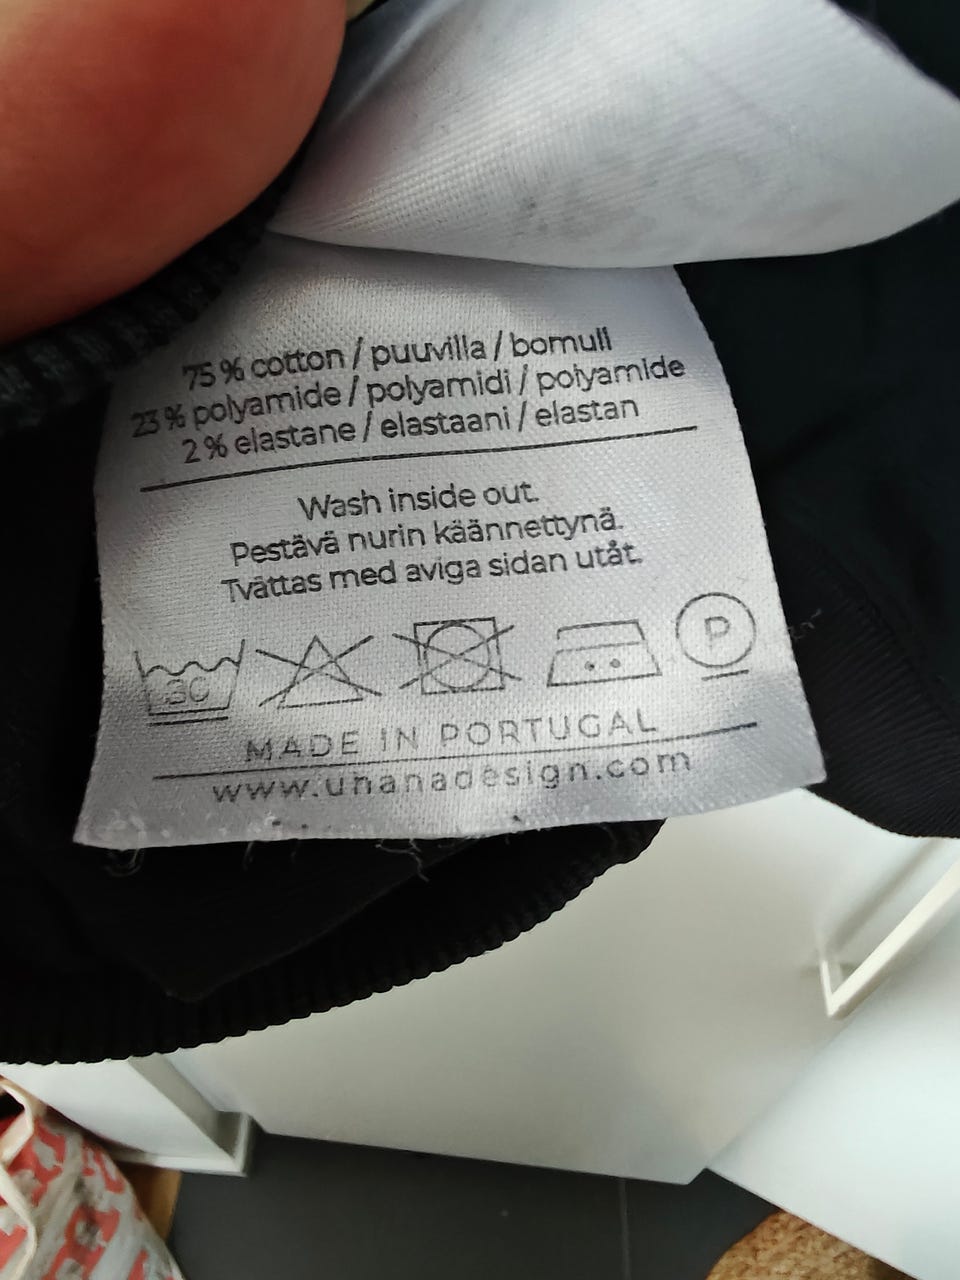 75 % cotton / puuvilla / bomull
23 % polyamide / polyamidi / polyamide
2 % elastane / elastaani / elastan
Wash inside out.
Pestävä nurin käännettynä.
Tvättas med aviga sidan utåt.
30 P
MADE IN PORTUGAL
www.unanadesign.com